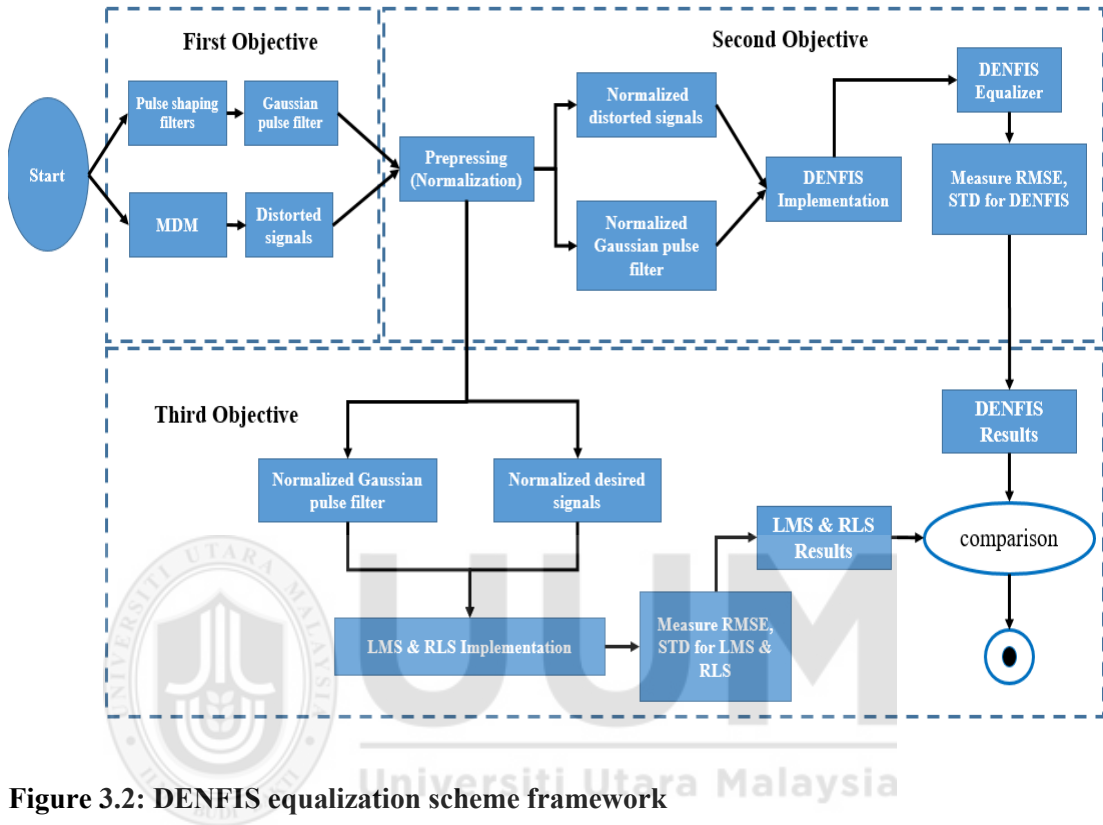 First Objective
Second Objective
Start
Pulse shaping
filters
Gaussian
pulse filter
MDM
Distorted
signals
Prepressing
(Normalization)
Normalized
distorted signals
Normalized
Gaussian pulse
filter
DENFIS
Implementation
DENFIS
Equalizer
Measure RMSE,
STD for DENFIS
Third Objective
Normalized Gaussian
pulse filter
Normalized desired
signals
LMS & RLS Implementation
Measure RMSE,
STD for LMS &
RLS
LMS & RLS
Results
DENFIS
Results
comparison
UNIVERSITI UTARA MALAYSIA
UUM
Universiti Utara Malaysia
Figure 3.2: DENFIS equalization scheme framework